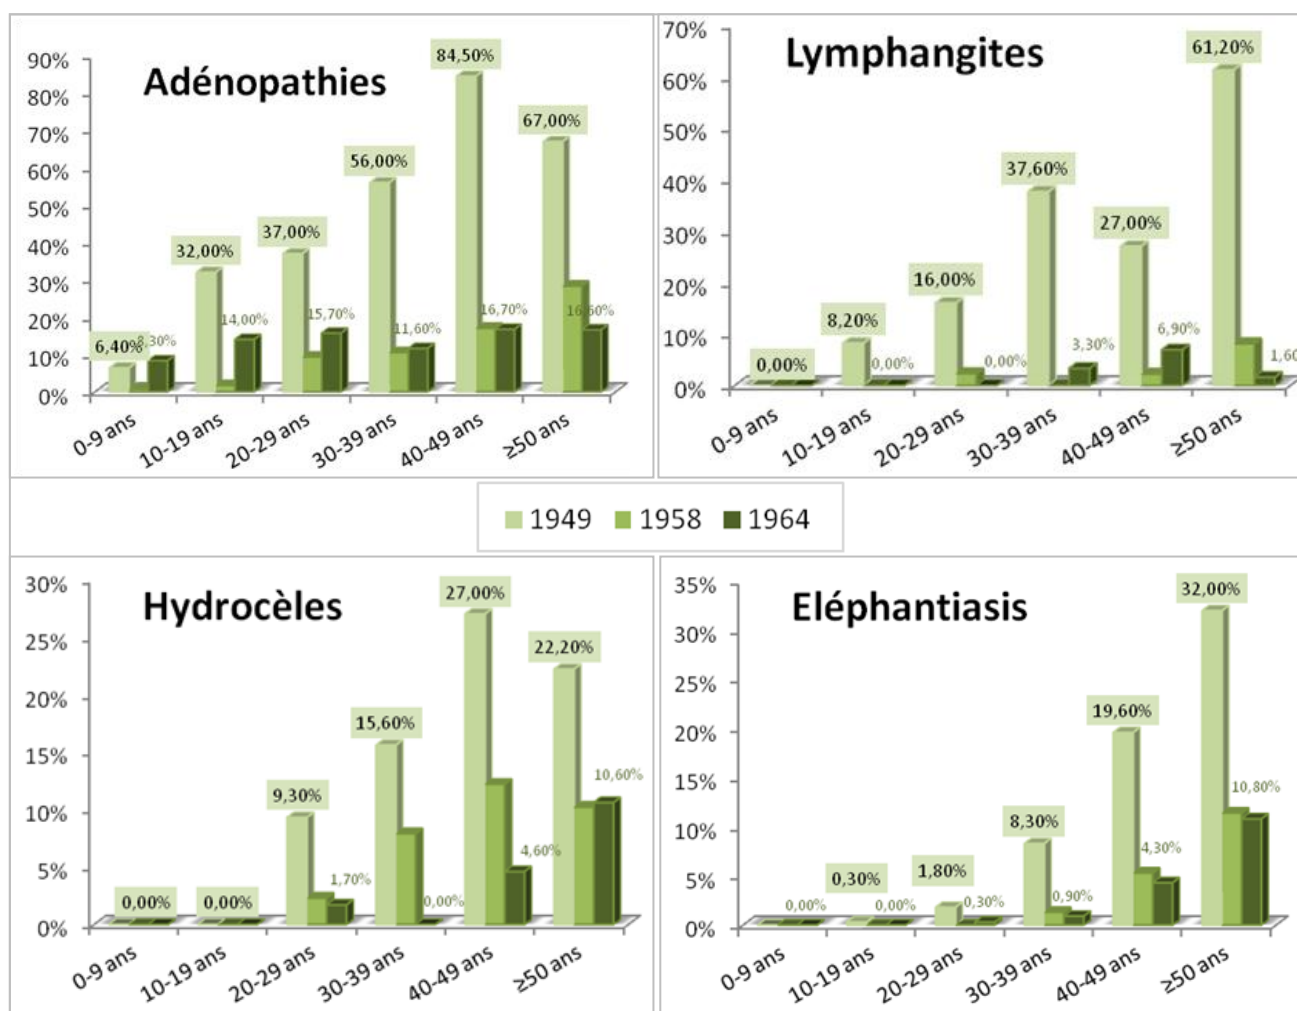 Adénopathies
90%
80%
70%
60%
50%
40%
30%
20%
10%
0%
6,40%
8,30%
32,00%
14,00%
37,00%
15,70%
56,00%
11,60%
84,50%
16,70%
67,00%
16,60%
0-9 ans
10-19 ans
20-29 ans
30-39 ans
40-49 ans
≥50 ans
Lymphangites
70%
60%
50%
40%
30%
20%
10%
0%
0,00%
8,20%
0,00%
16,00%
0,00%
37,60%
3,30%
27,00%
6,90%
61,20%
0-9 ans
10-19 ans
20-29 ans
30-39 ans
40-49 ans
≥50 ans
1949 1958 1964
Hydrocèles
30%
25%
20%
15%
10%
5%
0%
0,00%
0,00%
9,30%
1,70%
15,60%
0,00%
27,00%
4,60%
22,20%
10,60%
0-9 ans
10-19 ans
20-29 ans
30-39 ans
40-49 ans
≥50 ans
Eléphantiasis
35%
30%
25%
20%
15%
10%
5%
0%
0,00%
0,30%
0,00%
1,80%
0,30%
8,30%
0,90%
19,60%
4,30%
32,00%
10,80%
0-9 ans
10-19 ans
20-29 ans
30-39 ans
40-49 ans
≥50 ans